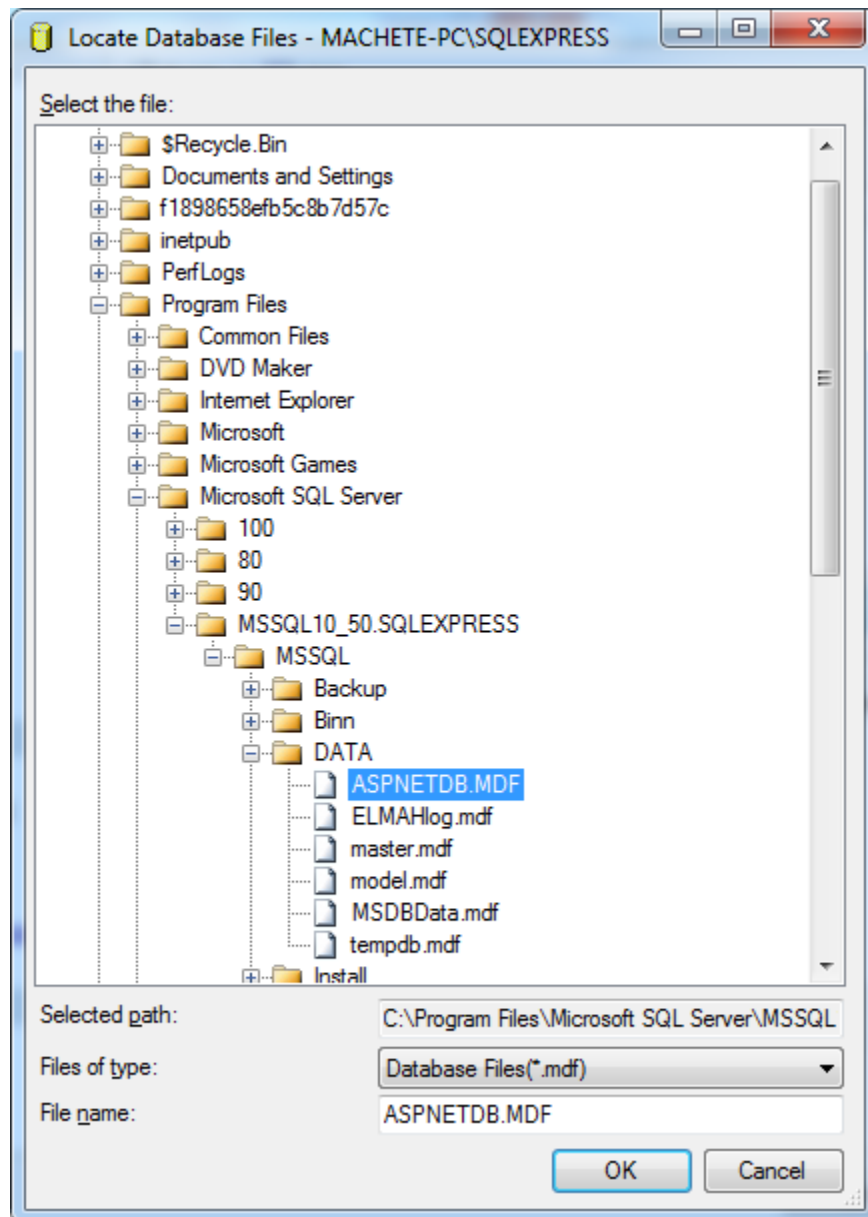 Locate Database Files - MACHETE-PC\SQLEXPRESS
Select the file:
$Recycle.Bin
Documents and Settings
f1898658efb5c8b7d57c
inetpub
PerfLogs
Program Files
Common Files
DVD Maker
Internet Explorer
Microsoft
Microsoft Games
Microsoft SQL Server
100
80
90
MSSQL10_50.SQLEXPRESS
MSSQL
Backup
Binn
DATA
ASPNETDB.MDF
ELMAHlog.mdf
master.mdf
model.mdf
MSDBData.mdf
tempdb.mdf
Install
Selected path: C:\Program Files\Microsoft SQL Server\MSSQL
Files of type: Database Files(*.mdf)
File name: ASPNETDB.MDF
OK Cancel